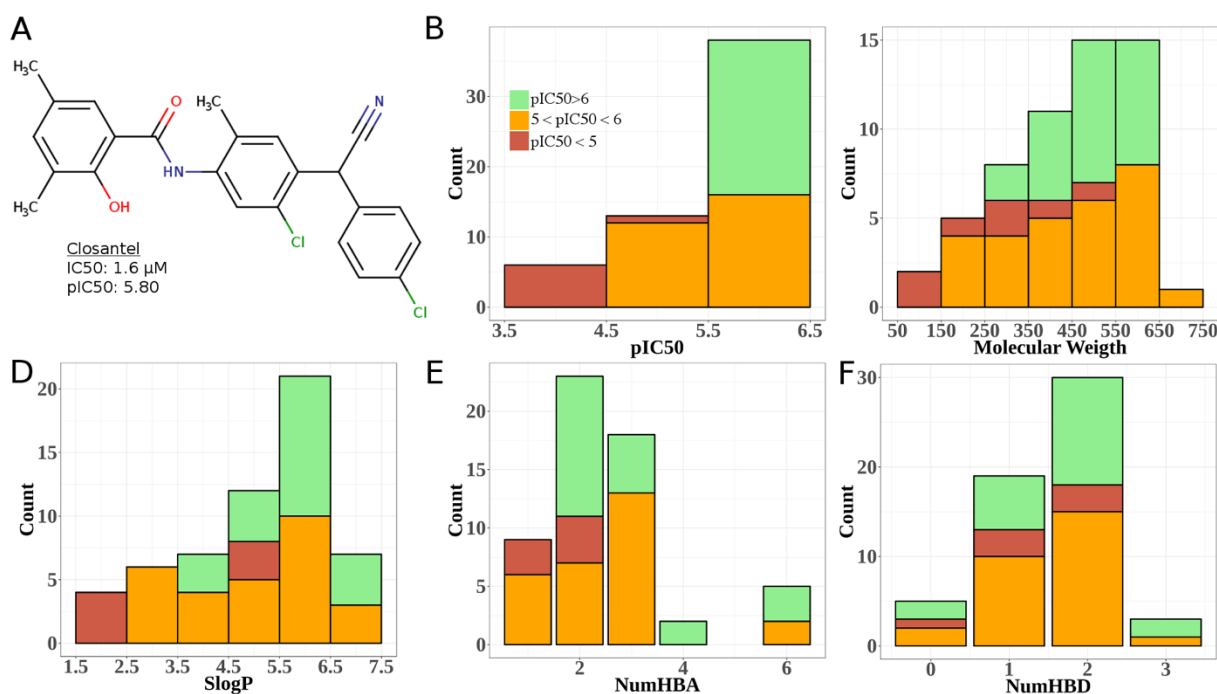 A
H₃C
O
H₃C
N
NH
H₃C
OH
Cl
Cl
Closantel
IC50: 1.6 µM
pIC50: 5.80
B
Count
30
20
10
0
pIC50>6
5 < pIC50 < 6
pIC50 < 5
3.5 4.5 5.5 6.5
pIC50
Count
15
10
5
0
50 150 250 350 450 550 650 750
Molecular Weigth
D
Count
20
15
10
5
0
1.5 2.5 3.5 4.5 5.5 6.5 7.5
SlogP
E
Count
20
15
10
5
0
2 4 6
NumHBA
F
Count
30
20
10
0
0 1 2 3
NumHBD